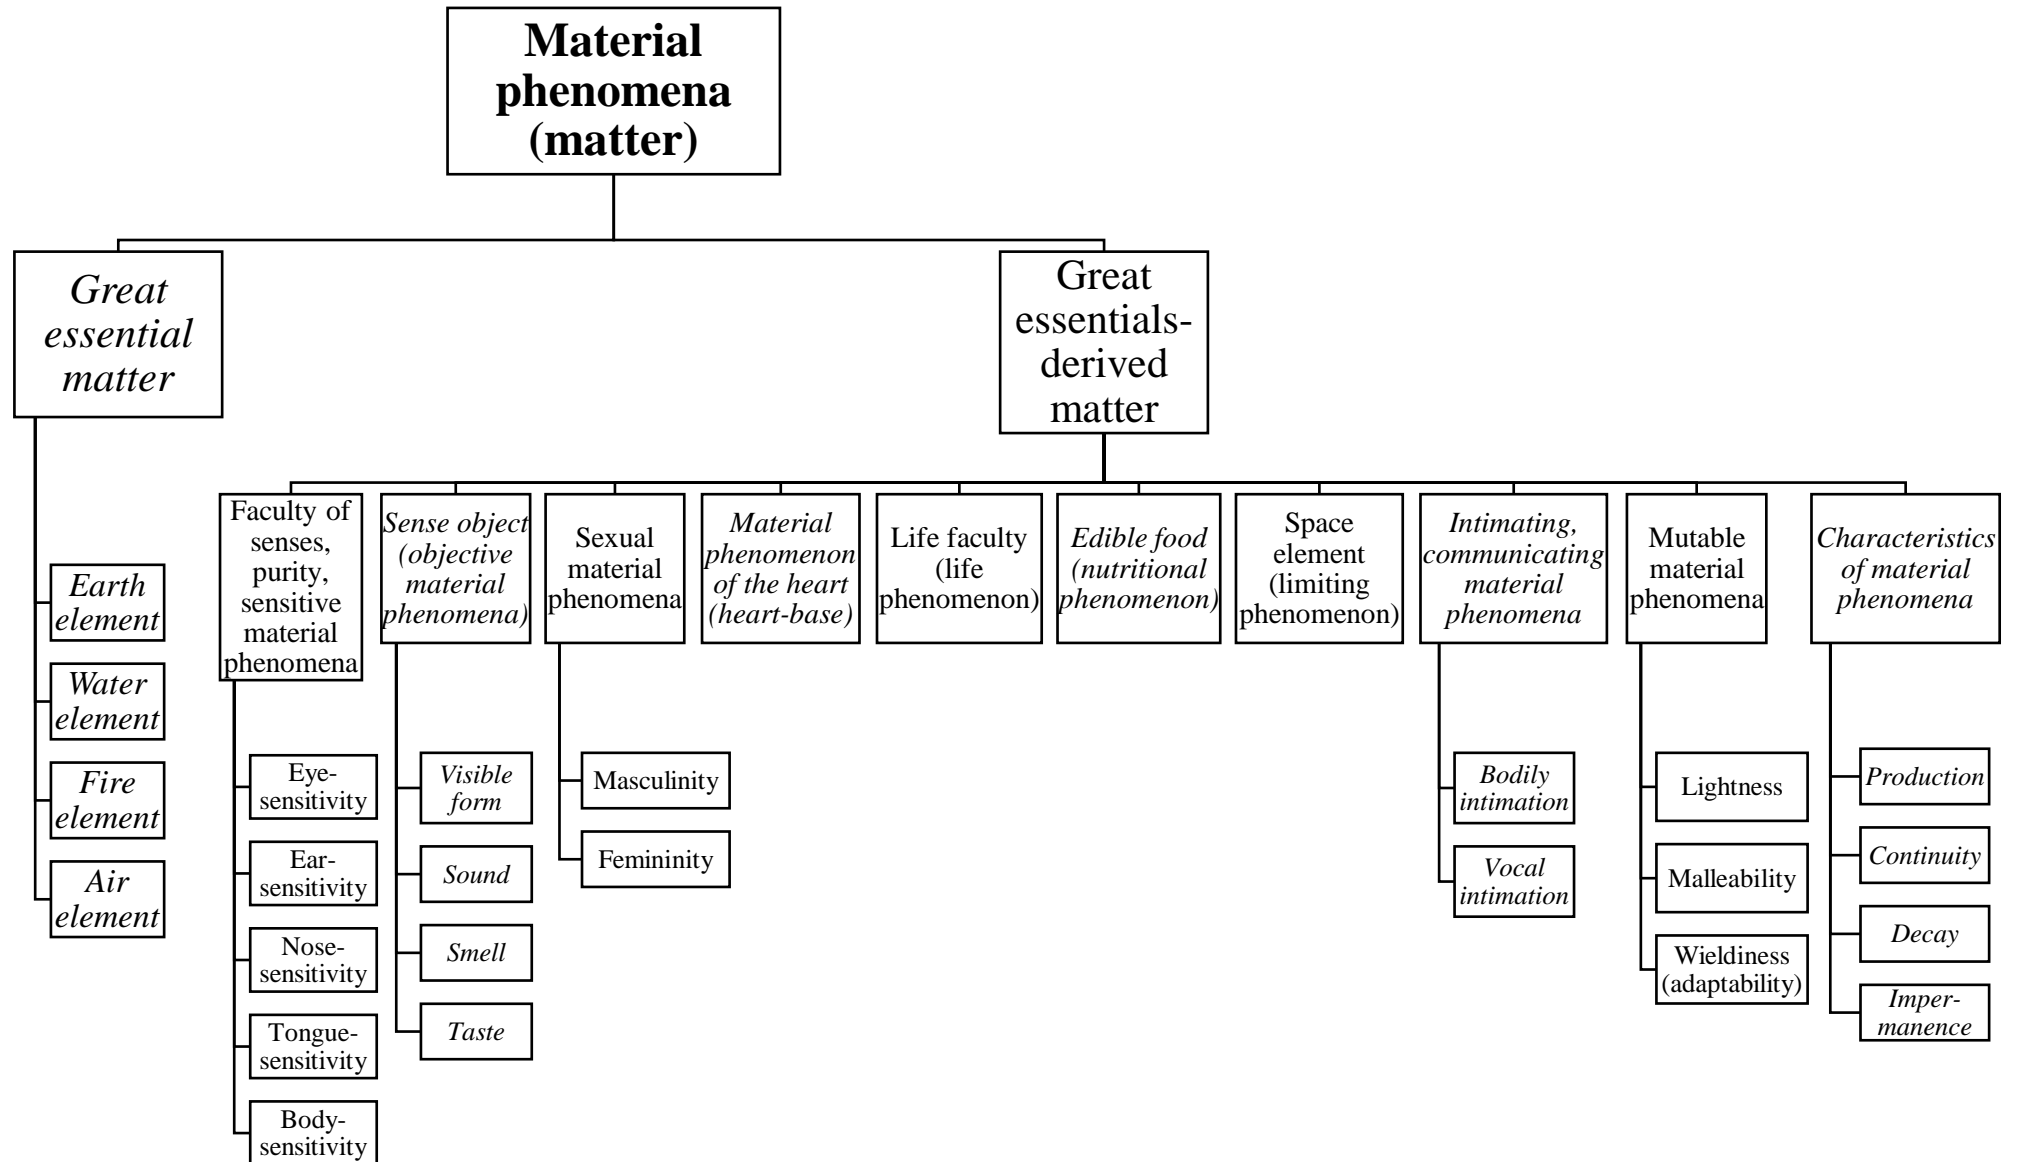 Material
phenomena
(matter)
Great
essential
matter
Great
essentials-
derived
matter
Earth
element
Water
element
Fire
element
Air
element
Faculty of
senses,
purity,
sensitive
material
phenomena
Eye-
sensitivity
Ear-
sensitivity
Nose-
sensitivity
Tongue-
sensitivity
Body-
sensitivity
Sense object
(objective
material
phenomena)
Visible
form
Sound
Smell
Taste
Sexual
material
phenomena
Masculinity
Femininity
Material
phenomenon
of the heart
(heart-base)
Life faculty
(life
phenomenon)
Edible food
(nutritional
phenomenon)
Space
element
(limiting
phenomenon)
Intimating,
communicating
material
phenomena
Bodily
intimation
Vocal
intimation
Mutable
material
phenomena
Lightness
Malleability
Wieldiness
(adaptability)
Characteristics
of material
phenomena
Production
Continuity
Decay
Imper-
manence